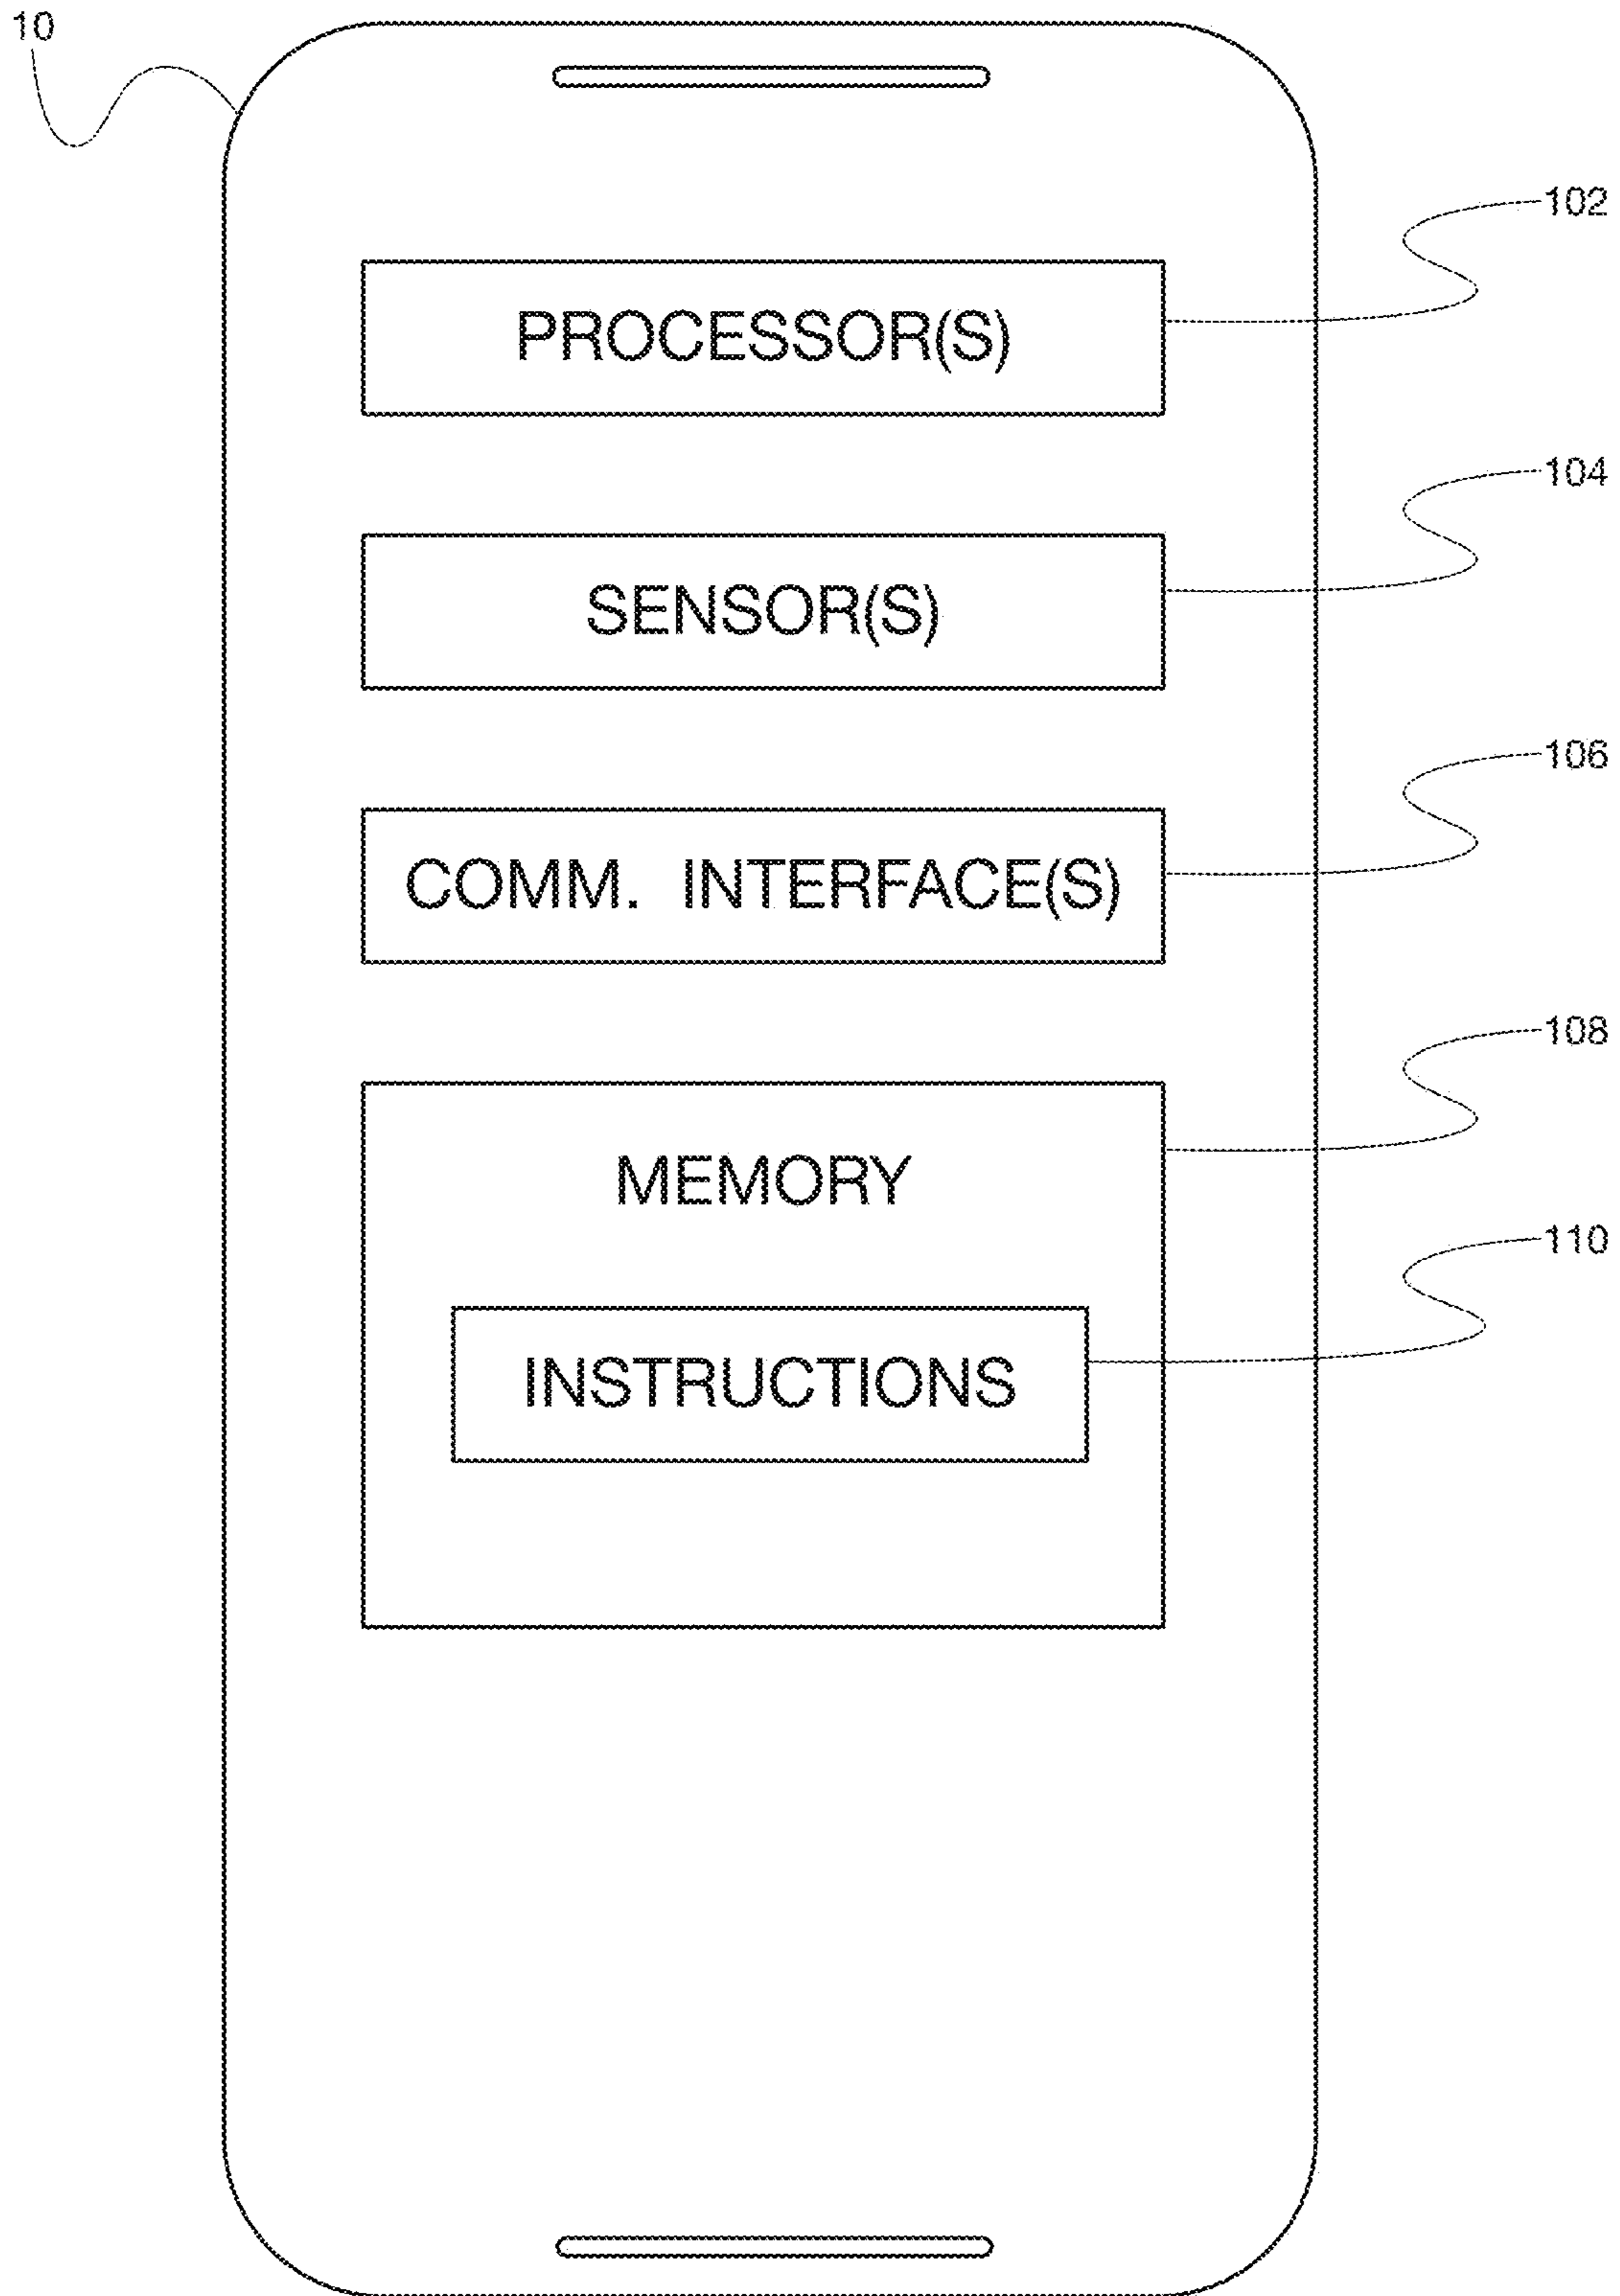 10
102
PROCESSOR(S)
104
SENSOR(S)
106
COMM. INTERFACE(S)
108
MEMORY
110
INSTRUCTIONS